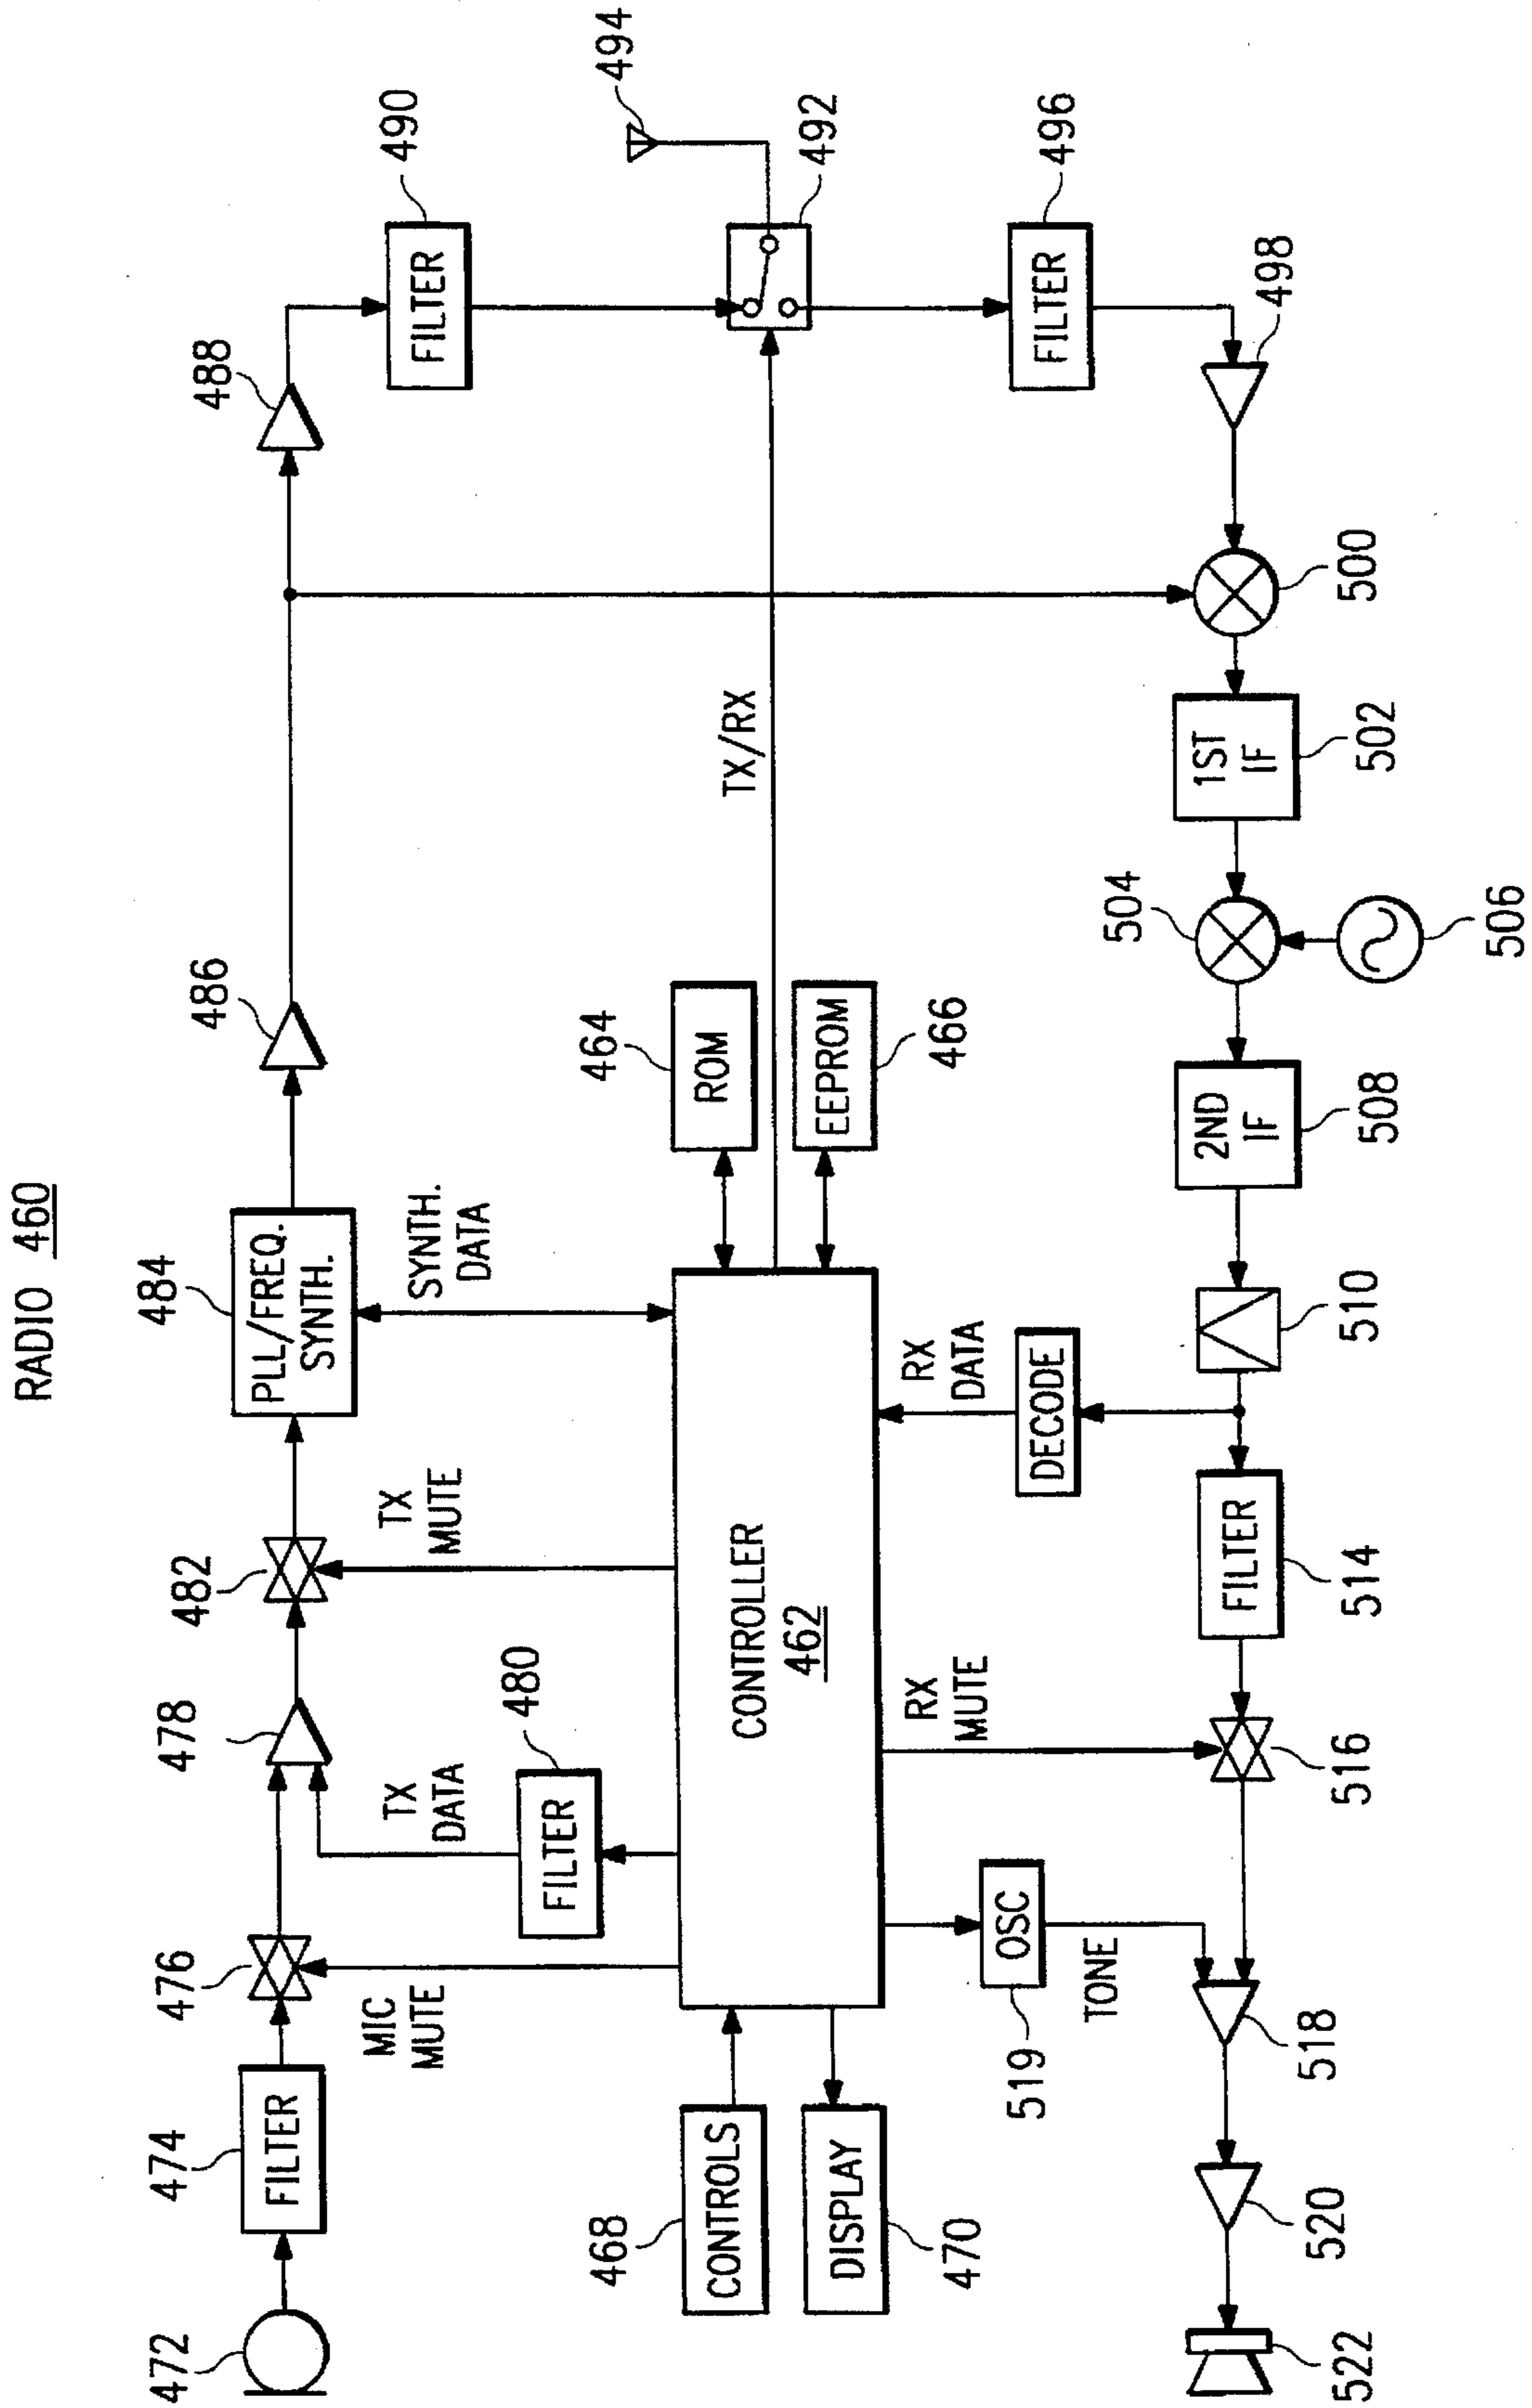 RADIO 460
472
FILTER
474
476
MIC
MUTE
478
TX
DATA
FILTER
480
482
TX
MUTE
484
PLL/FREQ.
SYNTH.
SYNTH.
DATA
486
488
FILTER
490
494
492
TX/RX
ROM
464
EEPROM
466
CONTROLLER
462
CONTROLS
468
DISPLAY
470
FILTER
496
498
500
1ST
IF
502
504
506
2ND
IF
508
510
DECODE
RX
DATA
FILTER
514
RX
MUTE
516
OSC
519
TONE
518
520
522